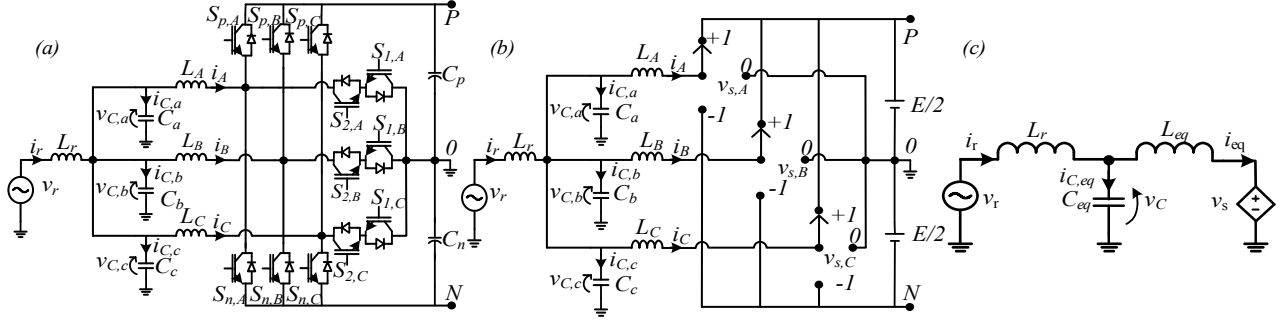 (a)
S_{p,A} S_{p,B} S_{p,C}
P
S_{1,A}
L_A i_A
C_p
i_{C,a}
v_{C,a} C_a
S_{2,A} S_{1,B}
i_r L_r
L_B i_B
0
v_r
i_{C,b}
v_{C,b} C_b
S_{2,B} S_{1,C}
L_C i_C
C_n
i_{C,c}
v_{C,c} C_c
S_{2,C}
S_{n,A} S_{n,B} S_{n,C}
N
(b)
P
+1
L_A i_A
0
v_{s,A}
i_{C,a}
v_{C,a} C_a
-1
E/2
+1
i_r L_r
L_B i_B
0
0
v_{s,B}
v_r
i_{C,b}
v_{C,b} C_b
-1
+1
L_C i_C
0
v_{s,C}
E/2
i_{C,c}
v_{C,c} C_c
-1
N
(c)
i_r L_r L_{eq} i_{eq}
i_{C,eq}
v_r C_{eq} v_C v_s